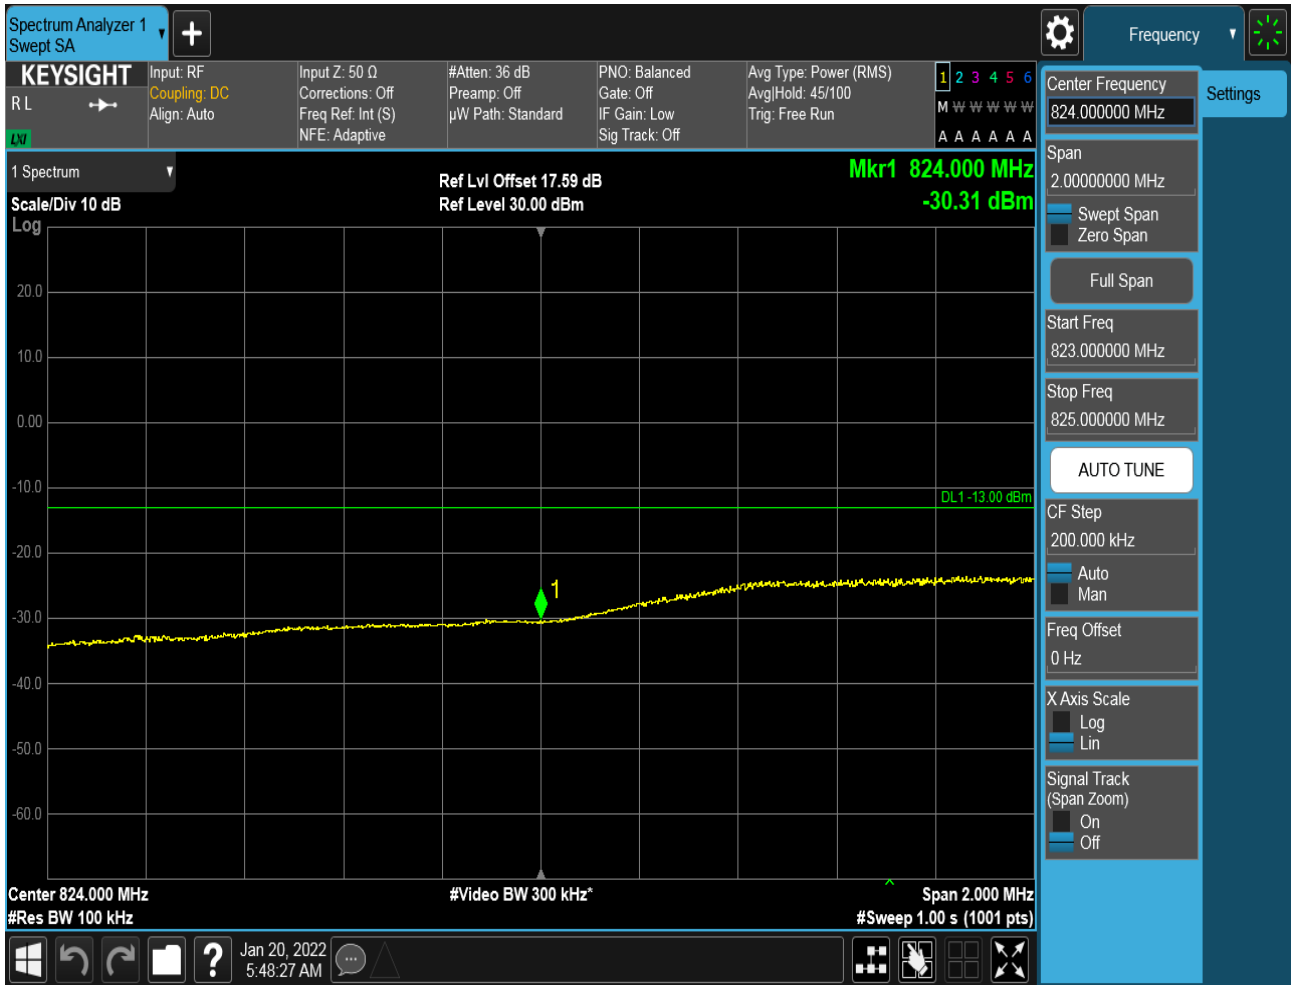 Spectrum Analyzer 1
Swept SA
Frequency
KEYSIGHT
R L
LXI
Input: RF
Coupling: DC
Align: Auto
Input Z: 50 Ω
Corrections: Off
Freq Ref: Int (S)
NFE: Adaptive
#Atten: 36 dB
Preamp: Off
µW Path: Standard
PNO: Balanced
Gate: Off
IF Gain: Low
Sig Track: Off
Avg Type: Power (RMS)
Avg|Hold: 45/100
Trig: Free Run
1 2 3 4 5 6
M W W W W W
A A A A A A
1 Spectrum
Scale/Div 10 dB
Log
Ref Lvl Offset 17.59 dB
Ref Level 30.00 dBm
Mkr1 824.000 MHz
-30.31 dBm
20.0
10.0
0.00
-10.0
-20.0
-30.0
-40.0
-50.0
-60.0
DL1 -13.00 dBm
1
Center 824.000 MHz
#Res BW 100 kHz
#Video BW 300 kHz*
Span 2.000 MHz
#Sweep 1.00 s (1001 pts)
Jan 20, 2022
5:48:27 AM
Center Frequency
824.000000 MHz
Settings
Span
2.00000000 MHz
Swept Span
Zero Span
Full Span
Start Freq
823.000000 MHz
Stop Freq
825.000000 MHz
AUTO TUNE
CF Step
200.000 kHz
Auto
Man
Freq Offset
0 Hz
X Axis Scale
Log
Lin
Signal Track
(Span Zoom)
On
Off